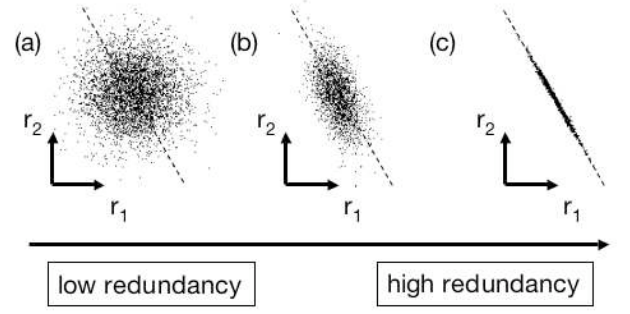 (a) (b) (c)
r2 r2 r2
r1 r1 r1
low redundancy high redundancy